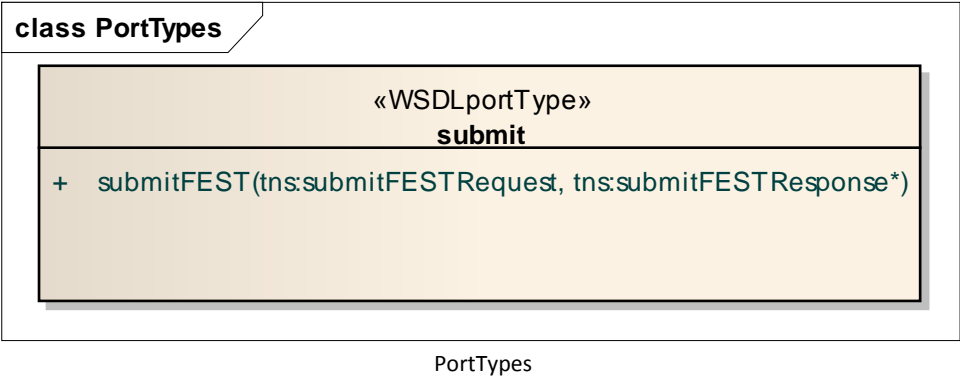 class PortTypes
«WSDLportType»
submit
+ submitFEST(tns:submitFESTRequest, tns:submitFESTResponse*)
PortTypes